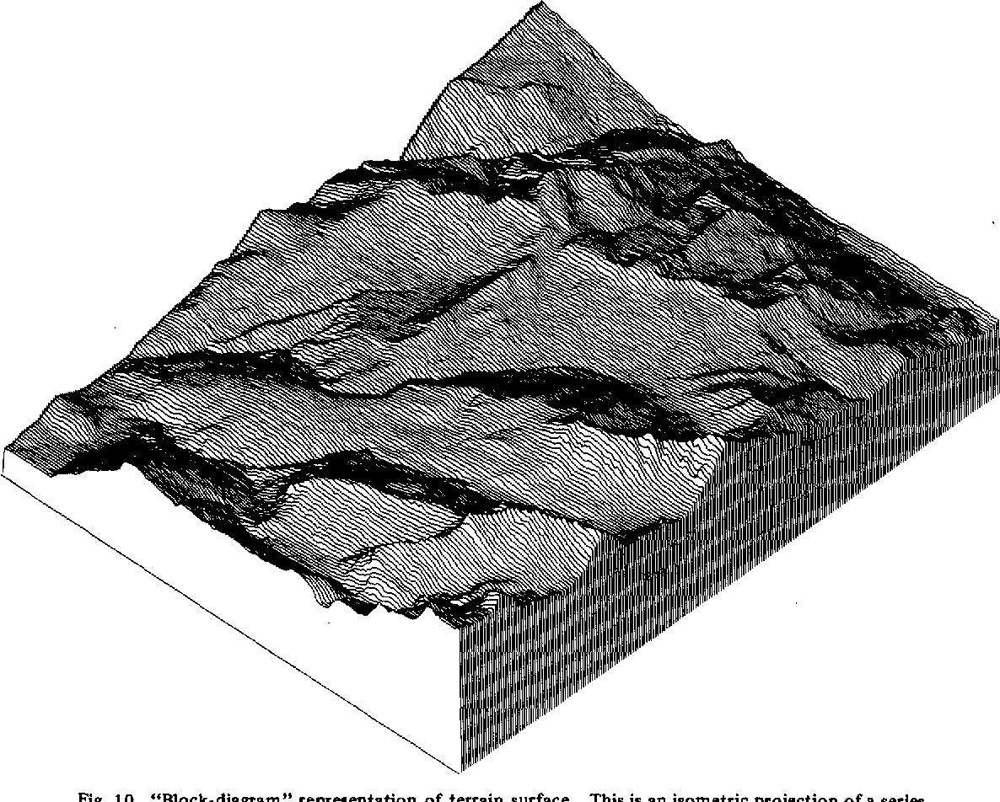 Fig. 10. “Block-diagram” representation of terrain surface. This is an isometric projection of a series